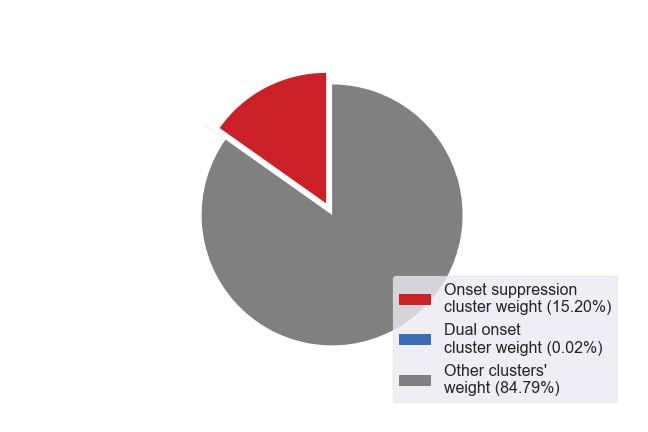 Onset suppression
cluster weight (15.20%)
Dual onset
cluster weight (0.02%)
Other clusters'
weight (84.79%)